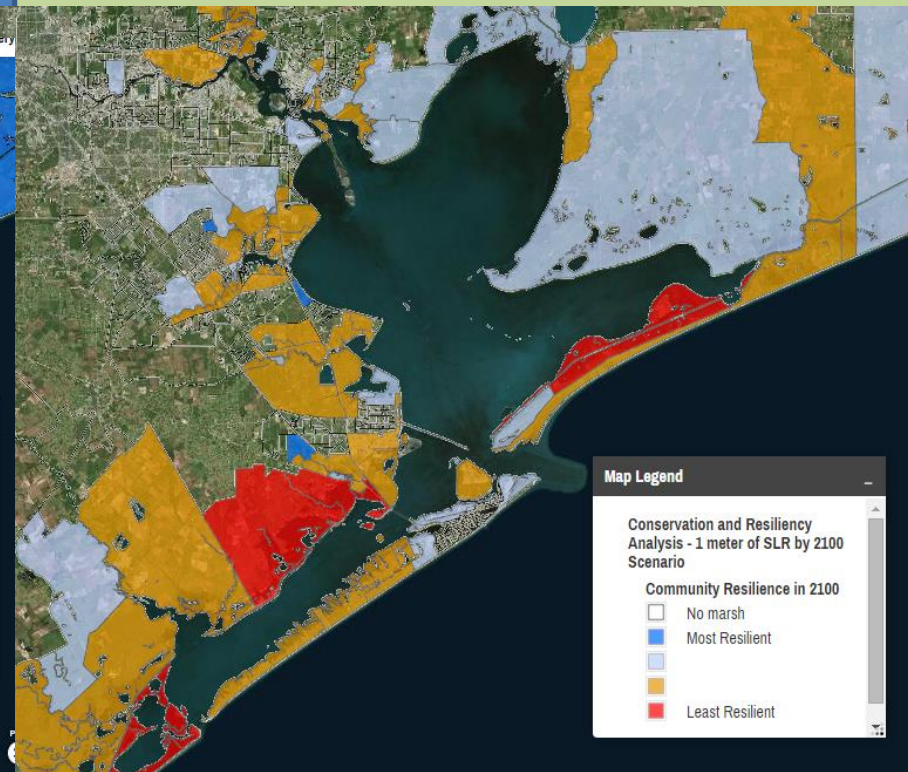 Map Legend
Conservation and Resiliency
Analysis - 1 meter of SLR by 2100
Scenario
Community Resilience in 2100
No marsh
Most Resilient
Least Resilient